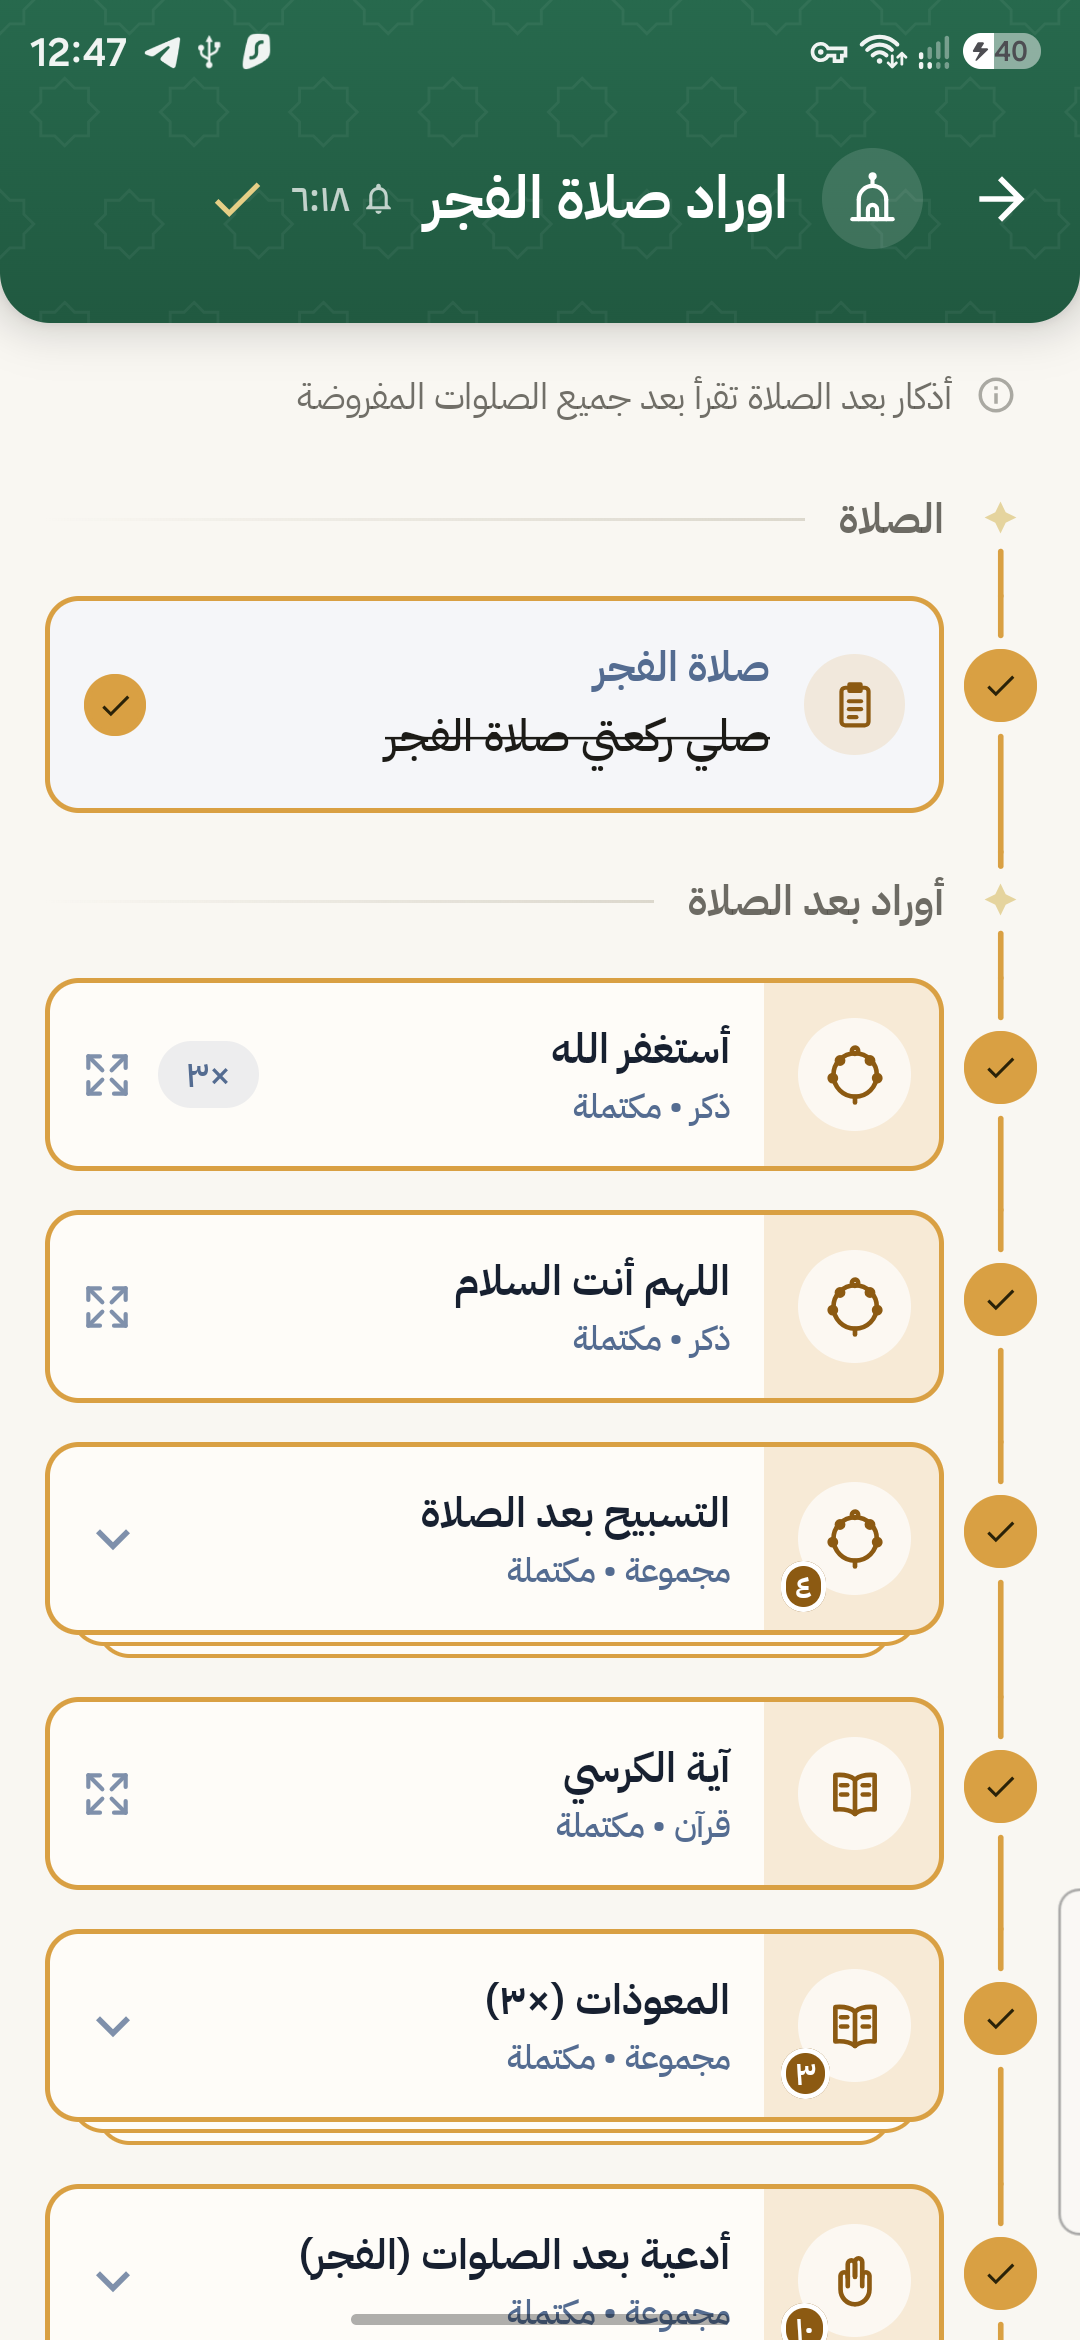 12:47
40
اوراد صلاة الفجر ٦:١٨
أذكار بعد الصلاة تقرأ بعد جميع الصلوات المفروضة
الصلاة
صلاة الفجر
صلي ركعتي صلاة الفجر
أوراد بعد الصلاة
أستغفر الله
×٣
ذكر • مكتملة
اللهم أنت السلام
ذكر • مكتملة
التسبيح بعد الصلاة
مجموعة • مكتملة
٤
آية الكرسي
قرآن • مكتملة
المعوذات (×٣)
مجموعة • مكتملة
٣
أدعية بعد الصلوات (الفجر)
مجموعة • مكتملة
١٠